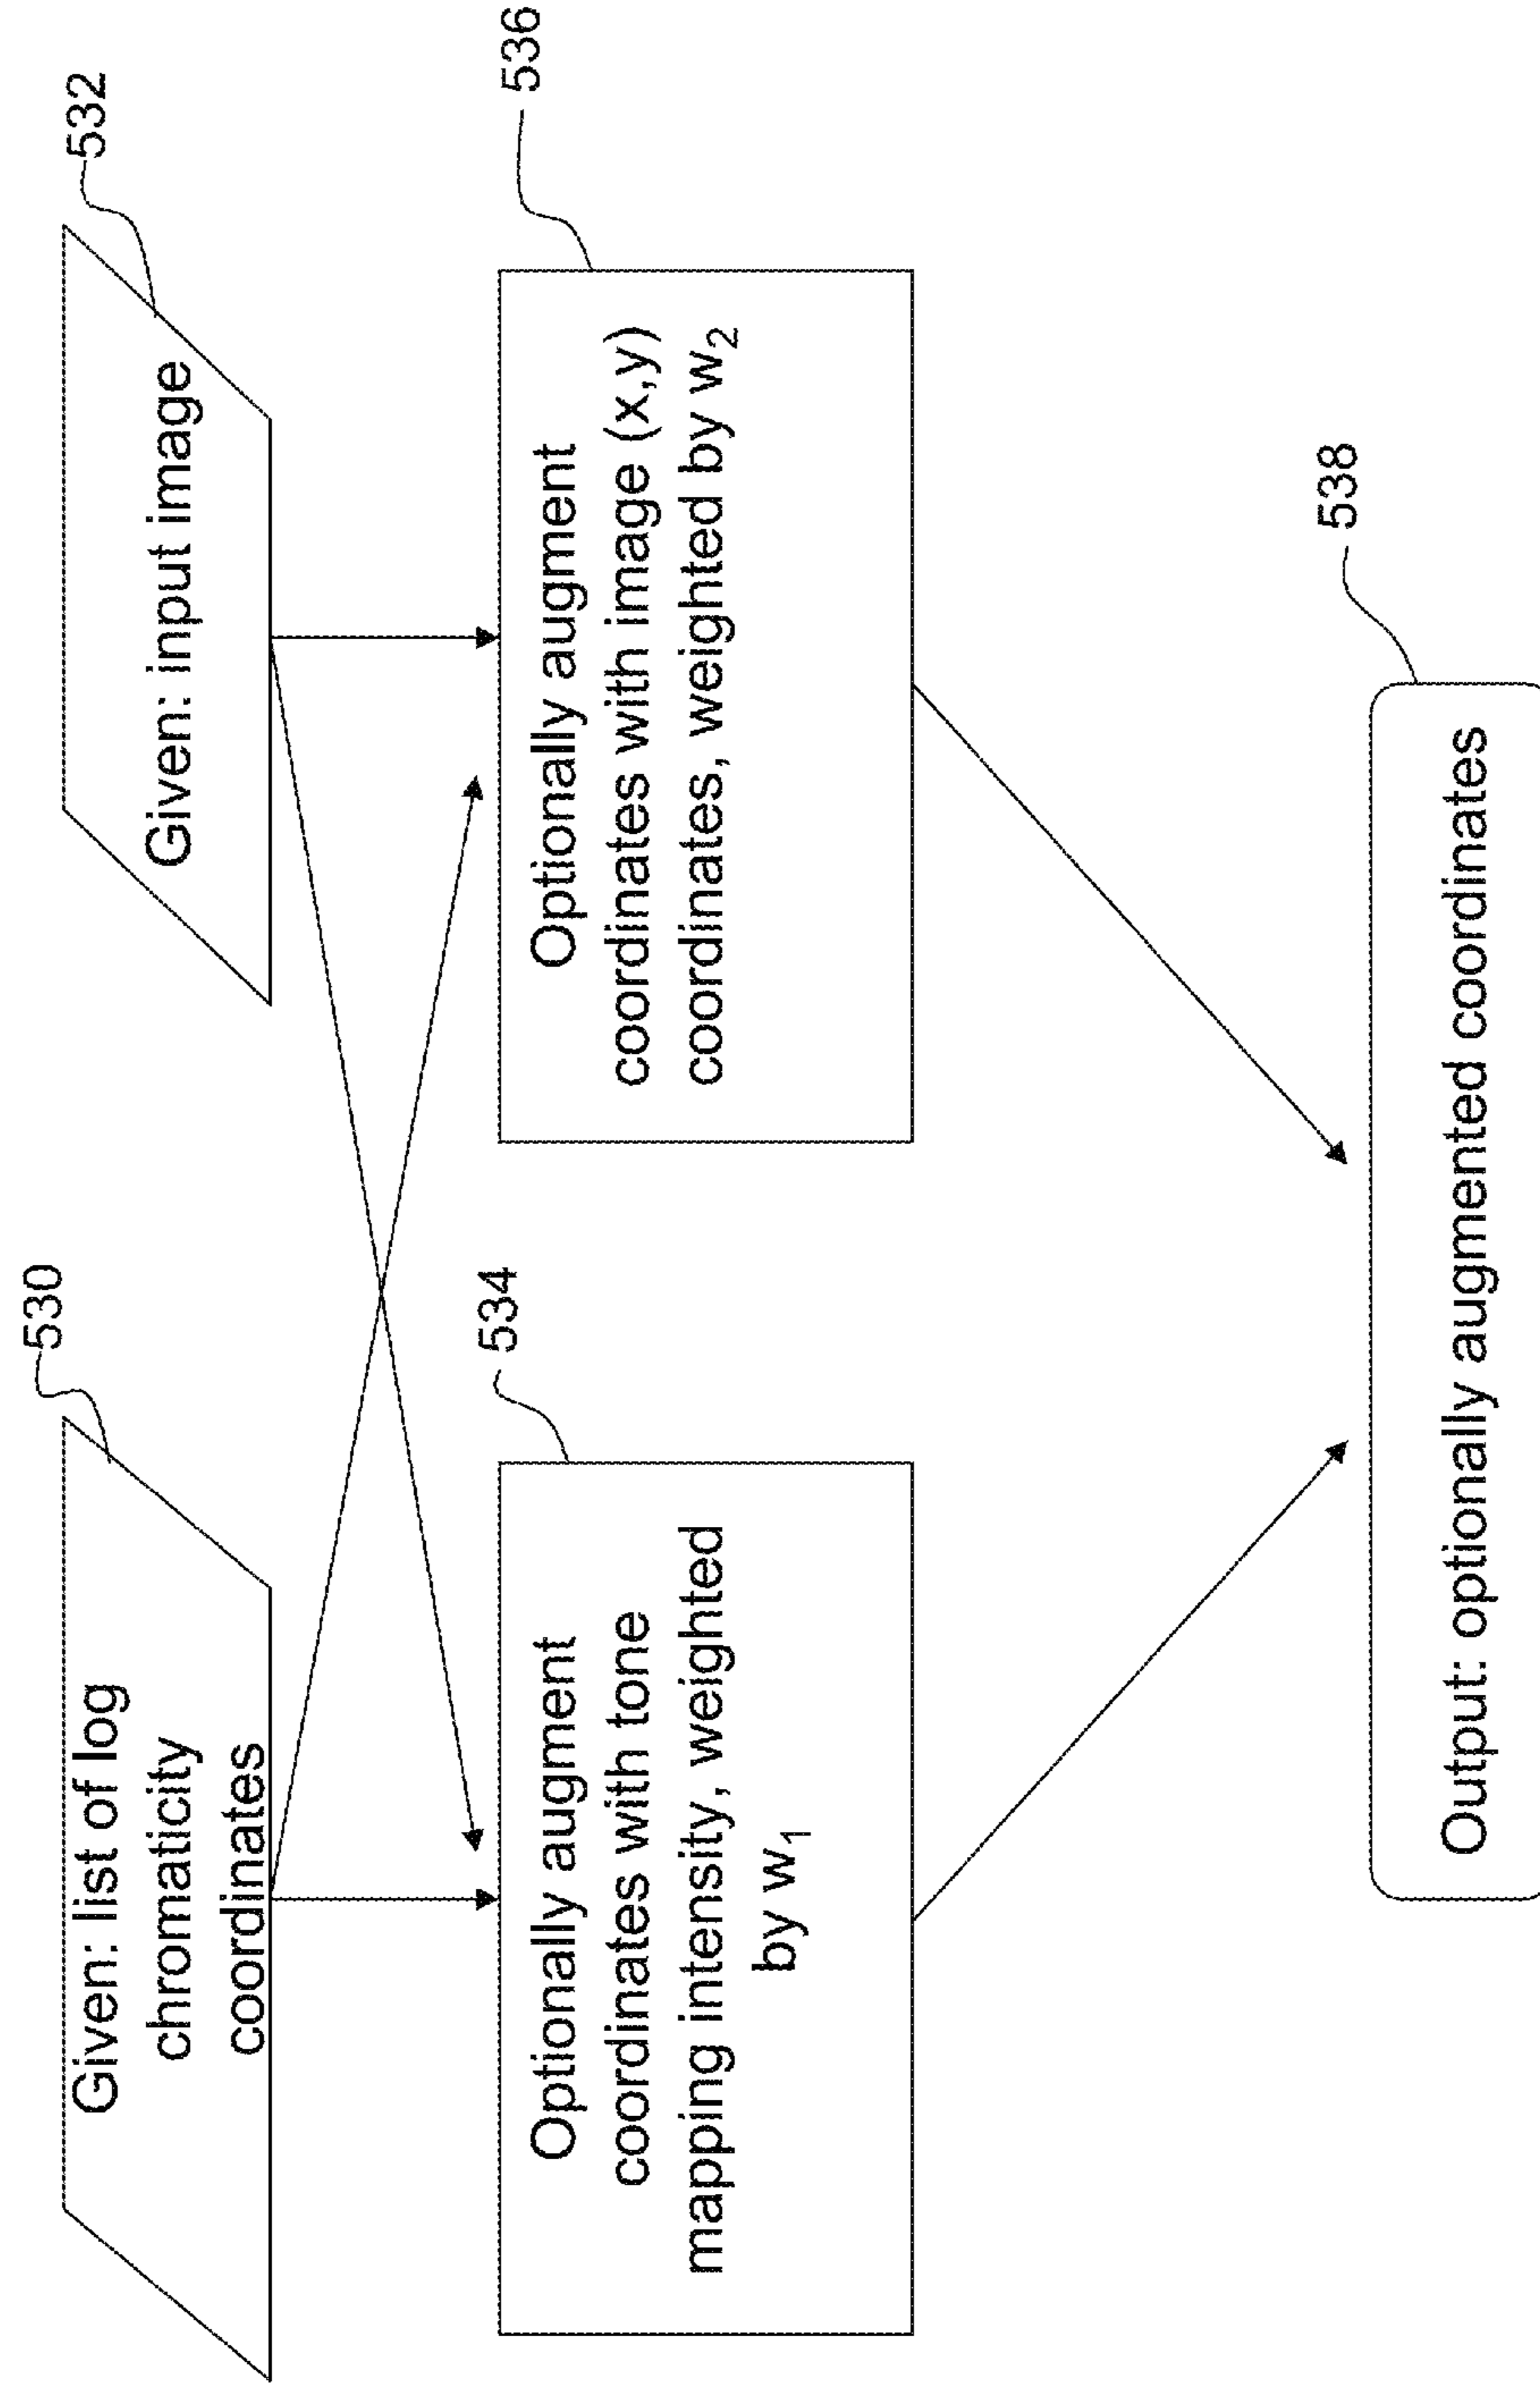 530
Given: list of log
chromaticity
coordinates
532
Given: input image
534
Optionally augment
coordinates with tone
mapping intensity, weighted
by w₁
536
Optionally augment
coordinates with image (x,y)
coordinates, weighted by w₂
538
Output: optionally augmented coordinates